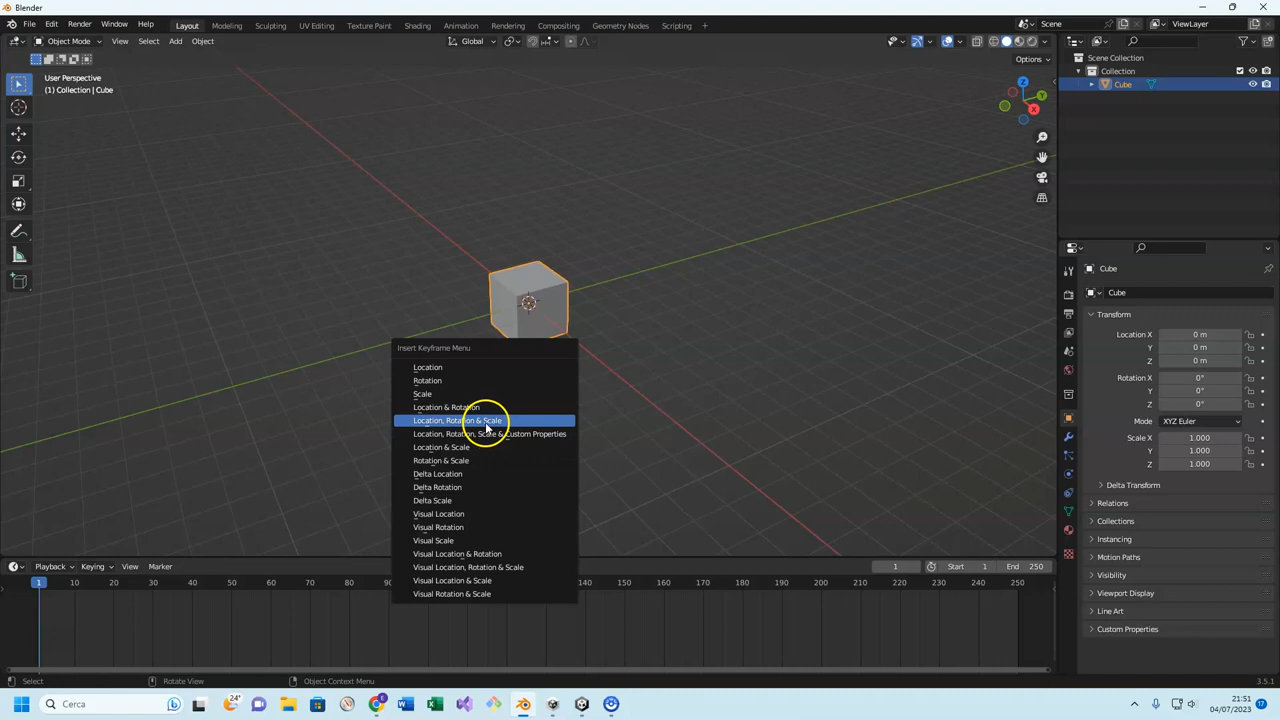 Blender
File Edit Render Window Help Layout Modeling Sculpting UV Editing Texture Paint Shading Animation Rendering Compositing Geometry Nodes Scripting + Scene ViewLayer
Object Mode View Select Add Object Global
Options
User Perspective
(1) Collection | Cube
Z
Y
X
Scene Collection
Collection
Cube
Insert Keyframe Menu
Location
Rotation
Scale
Location & Rotation
Location, Rotation & Scale
Location, Rotation, Scale & Custom Properties
Location & Scale
Rotation & Scale
Delta Location
Delta Rotation
Delta Scale
Visual Location
Visual Rotation
Visual Scale
Visual Location & Rotation
Visual Location, Rotation & Scale
Visual Location & Scale
Visual Rotation & Scale
Cube
Cube
Transform
Location X 0 m
Y 0 m
Z 0 m
Rotation X 0°
Y 0°
Z 0°
Mode XYZ Euler
Scale X 1.000
Y 1.000
Z 1.000
Delta Transform
Relations
Collections
Instancing
Motion Paths
Visibility
Viewport Display
Line Art
Custom Properties
Playback Keying View Marker 1 Start 1 End 250
1 10 20 30 40 50 60 70 80 90 140 150 160 170 180 190 200 210 220 230 240 250
Select Rotate View Object Context Menu 3.5.1
Cerca 24° 21:51
04/07/2023 17